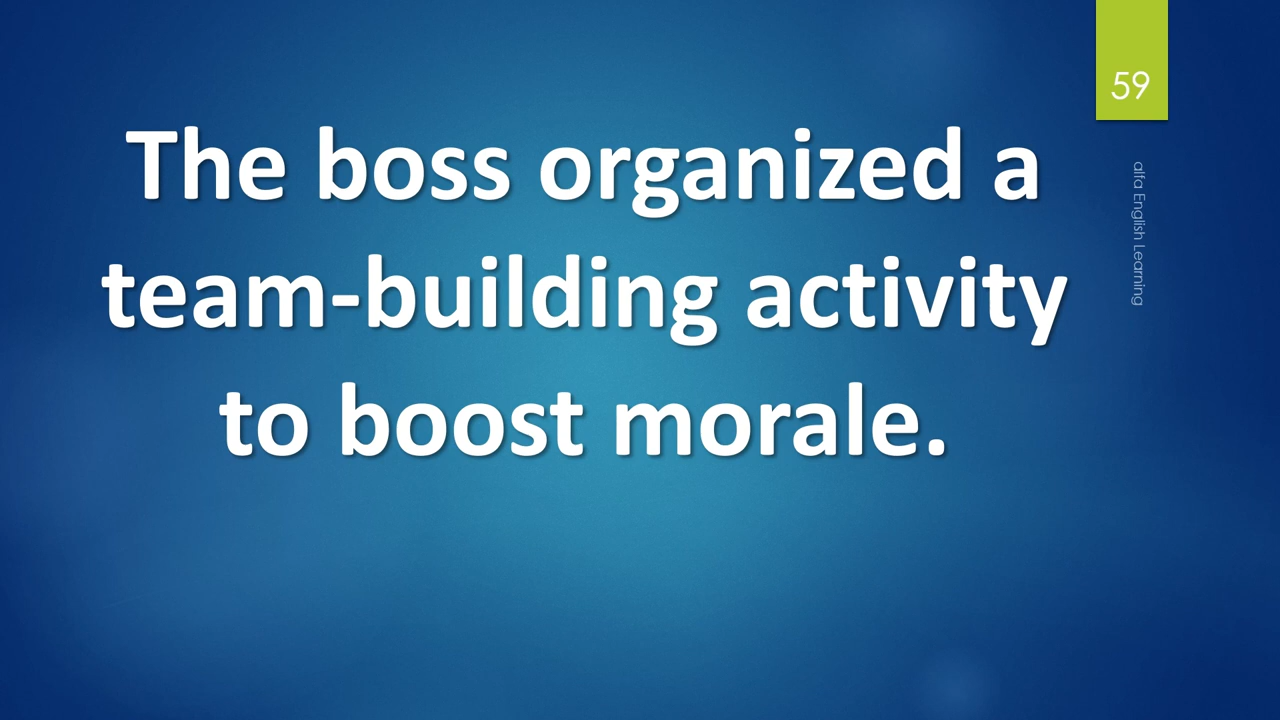 59
The boss organized a
team-building activity
to boost morale.
alfa English Learning